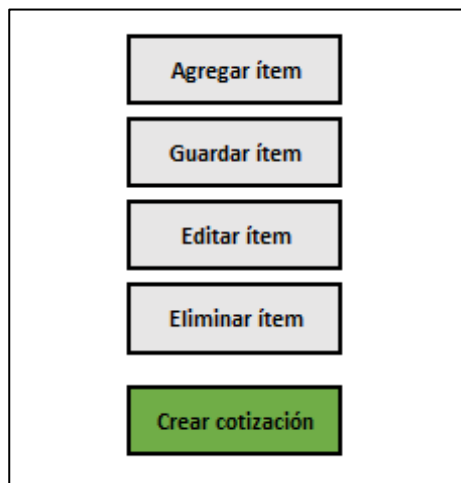 Agregar ítem
Guardar ítem
Editar ítem
Eliminar ítem
Crear cotización